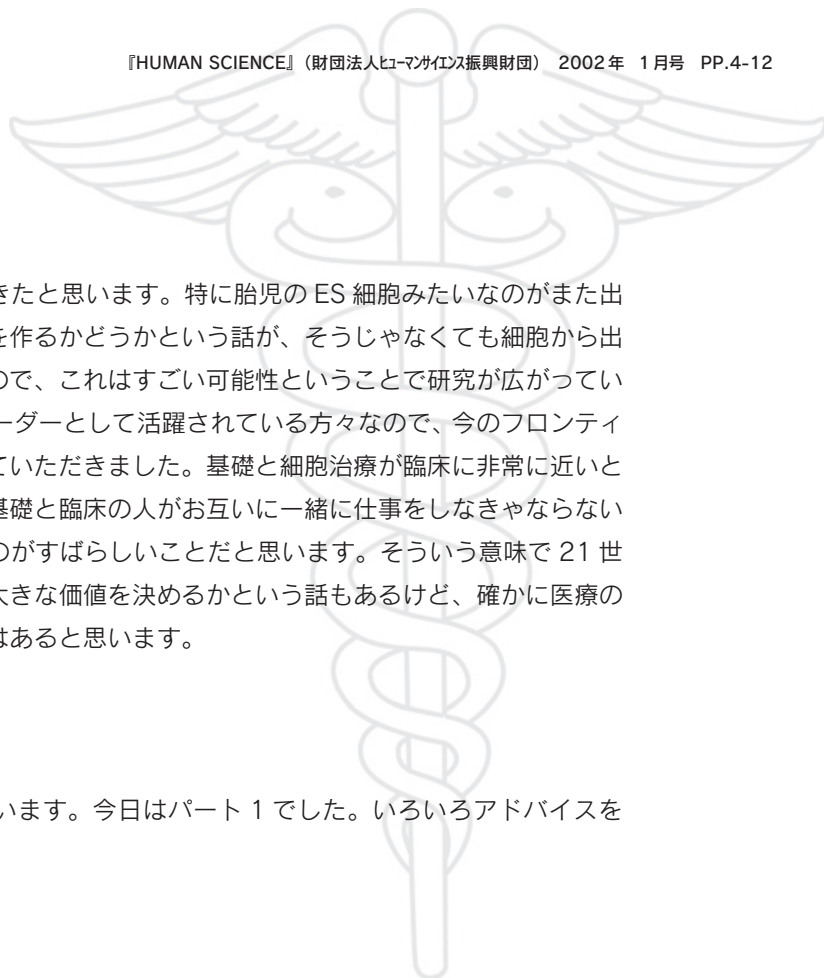 『HUMAN SCIENCE』（財団法人ヒューマンサイエンス振興財団） 2002年 1月号 PP.4-12
きたと思います。特に胎児の ES 細胞みたいなのがまた出
を作るかどうかという話が、そうじゃなくても細胞から出
ので、これはすごい可能性ということで研究が広がってい
ーダーとして活躍されている方々なので、今のフロンティ
ていただきました。基礎と細胞治療が臨床に非常に近いと
基礎と臨床の人がお互いに一緒に仕事をしなきゃならない
のがすばらしいことだと思います。そういう意味で 21 世
大きな価値を決めるかという話もあるけど、確かに医療の
はあると思います。
います。今日はパート 1 でした。いろいろアドバイスを